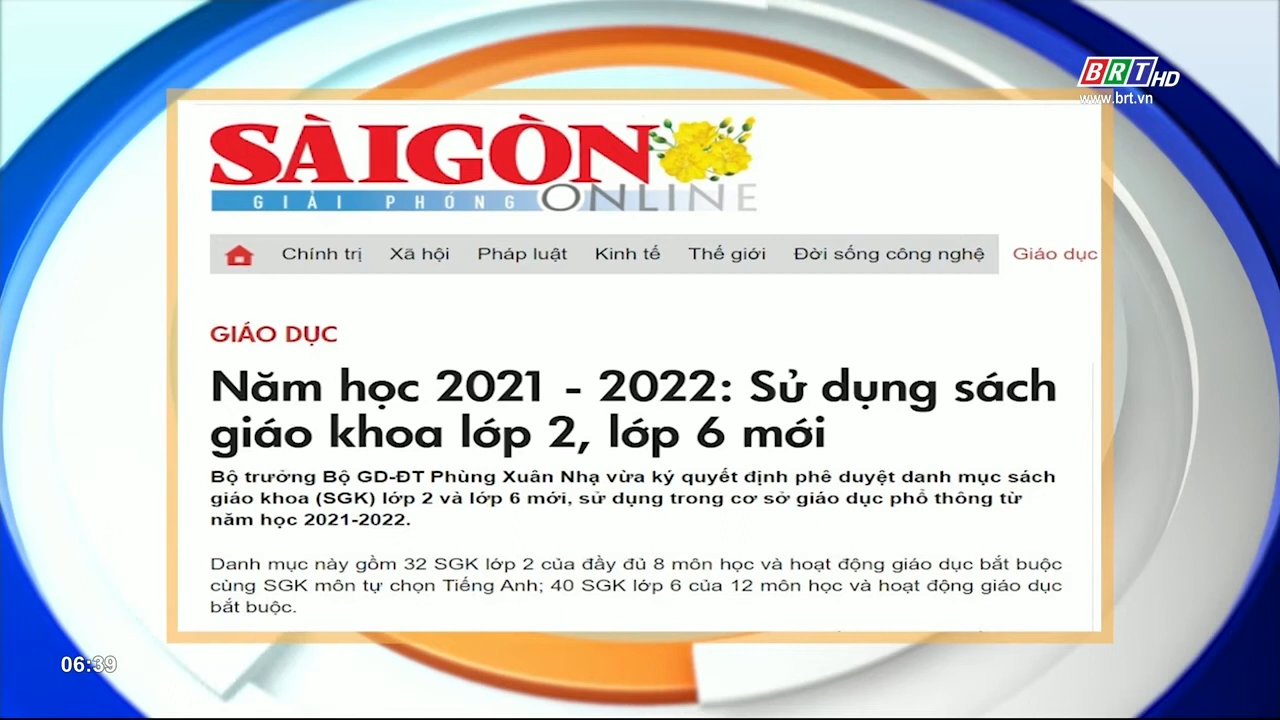 BRT HD
www.brt.vn
SÀI GÒN
GIẢI PHÓNG ONLINE
Chính trị Xã hội Pháp luật Kinh tế Thế giới Đời sống công nghệ Giáo dục
GIÁO DỤC
Năm học 2021 - 2022: Sử dụng sách
giáo khoa lớp 2, lớp 6 mới
Bộ trưởng Bộ GD-ĐT Phùng Xuân Nhạ vừa ký quyết định phê duyệt danh mục sách
giáo khoa (SGK) lớp 2 và lớp 6 mới, sử dụng trong cơ sở giáo dục phổ thông từ
năm học 2021-2022.
Danh mục này gồm 32 SGK lớp 2 của đầy đủ 8 môn học và hoạt động giáo dục bắt buộc
cùng SGK môn tự chọn Tiếng Anh; 40 SGK lớp 6 của 12 môn học và hoạt động giáo dục
bắt buộc.
06:39